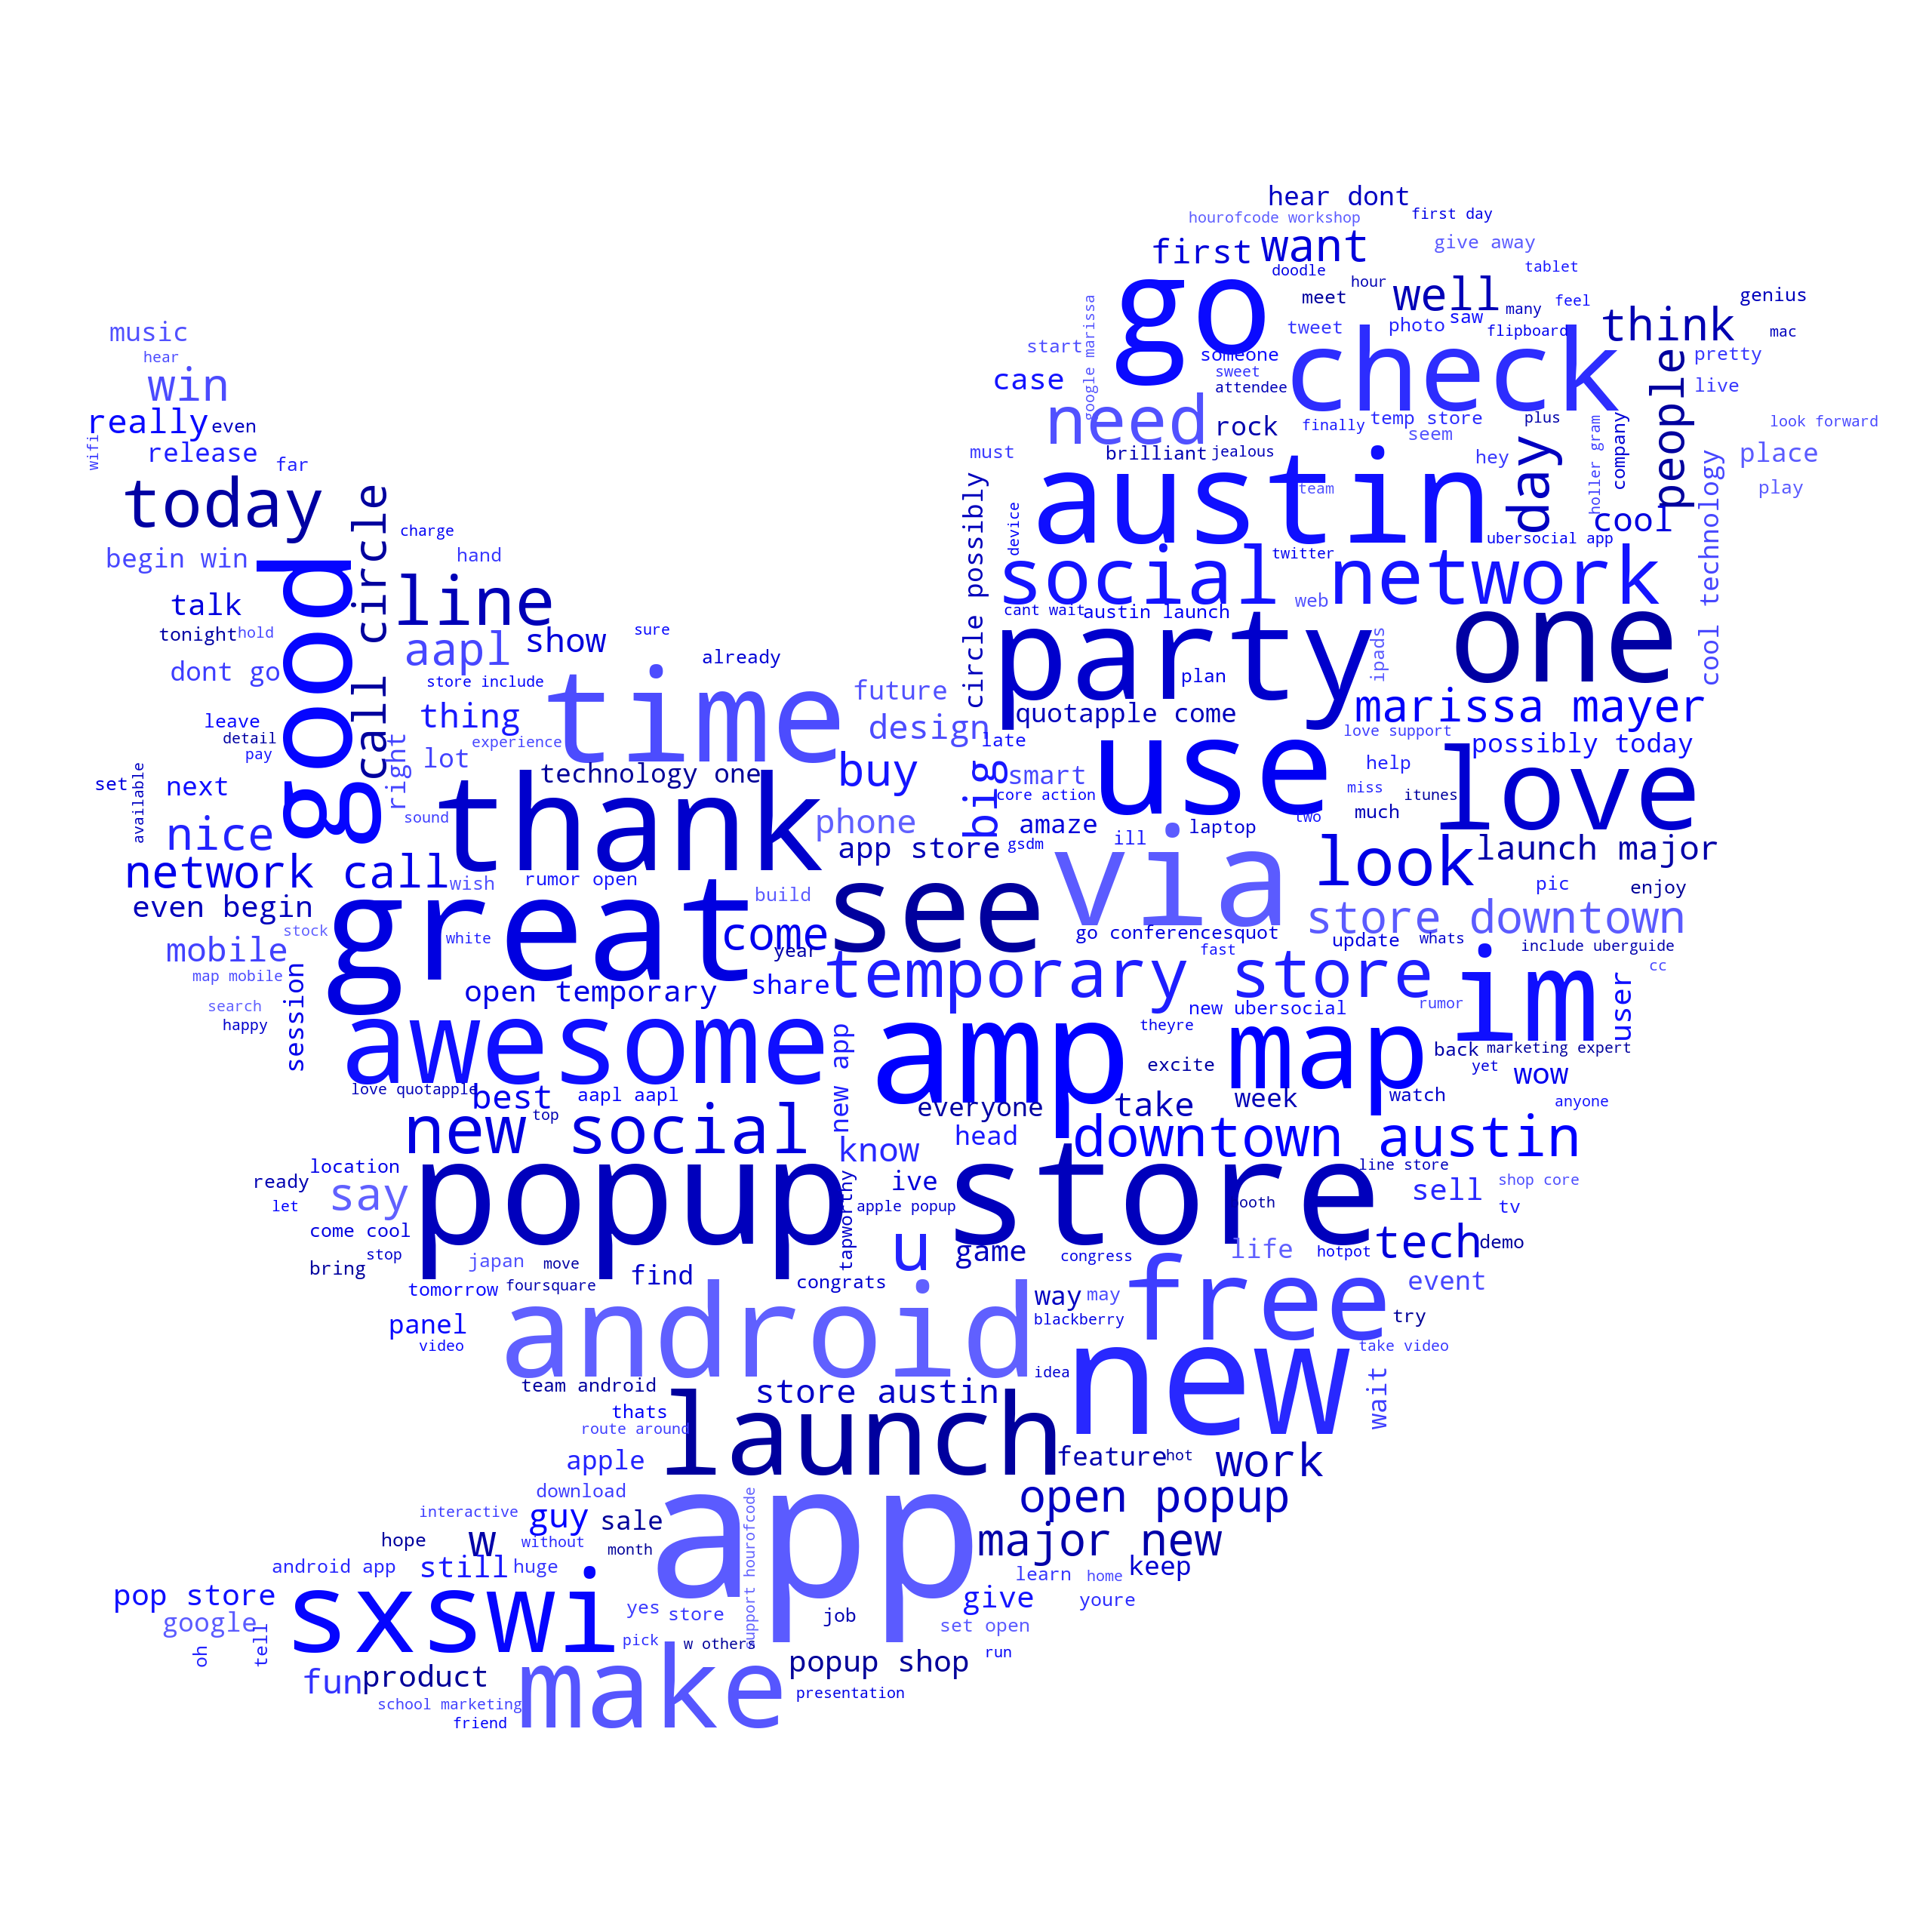 hear dont
hourofcode workshop
first day
first
want
give away
doodle
tablet
go
hour
meet
well
many
feel
genius
music
google marissa
tweet
photo
saw
flipboard
think
mac
hear
start
someone
check
people
pretty
win
case
sweet
attendee
live
really
even
need
rock
finally
temp store
plus
company
look forward
wifi
release
far
must
brilliant
jealous
seem
hey
day
holler gram
cool technology
place
today
call circle
circle possibly
austin
team
play
charge
device
cool
begin win
good
hand
social
twitter
network
ubersocial app
talk
line
cant wait
austin launch
web
tonight
hold
aapl
show
sure
party
ipads
one
dont go
store include
already
plan
time
future
marissa mayer
leave
thing
design
quotapple come
detail
pay
right
lot
experience
late
use
love support
possibly today
set
available
next
technology one
buy
big
smart
core action
help
love
miss
itunes
sound
thank
phone
amaze
ill
laptop
two
much
nice
app store
gsdm
look
launch major
network call
wish
rumor open
build
see
via
pic
enjoy
even begin
great
come
store downtown
stock
white
year
go conferencesquot
update
whats
include uberguide
mobile
map mobile
session
open temporary
share
temporary store
fast
im
cc
search
happy
new ubersocial
rumor
user
awesome
new app
amp
theyre
map
back
marketing expert
excite
yet
wow
love quotapple
best
aapl aapl
everyone
take
week
watch
anyone
new social
top
know
head
downtown austin
location
popup
store
line store
ready
say
tapworthy
ive
sell
shop core
let
apple popup
tv
come cool
u
game
congress
life
hotpot
tech
demo
stop
bring
japan
move
find
tomorrow
foursquare
congrats
way
may
free
event
android
blackberry
try
panel
video
new
take video
idea
wait
team android
store austin
thats
launch
route around
apple
feature
hot
work
download
app
support hourofcode
open popup
interactive
guy
sale
hope
w
without
month
major new
android app
still
huge
learn
home
keep
pop store
sxswi
yes
store
job
give
youre
google
set open
oh
tell
pick
w others
run
fun
product
make
popup shop
school marketing
presentation
friend